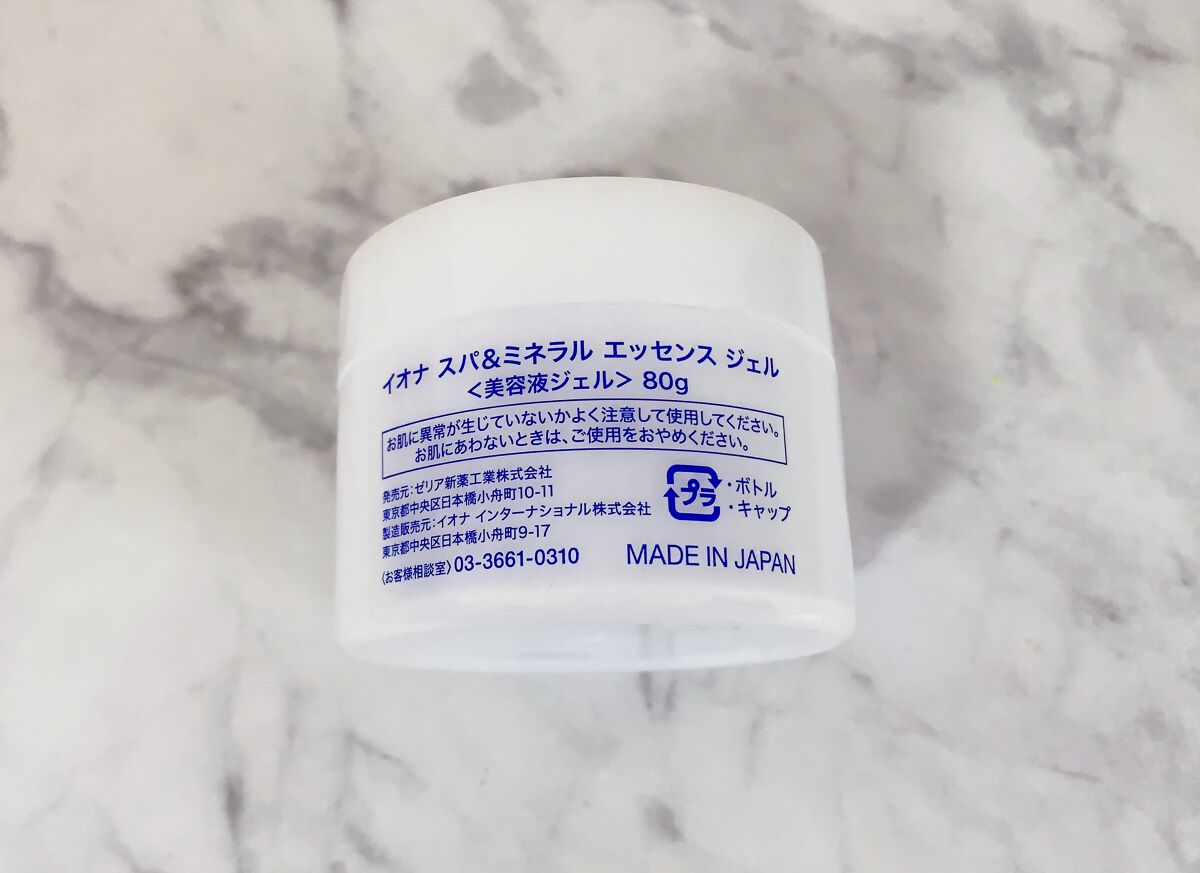 イオナ スパ&ミネラル エッセンス ジェル
<美容液ジェル> 80g
お肌に異常が生じていないかよく注意して使用してください。
お肌にあわないときは、ご使用をおやめください。
発売元:ゼリア新薬工業株式会社
東京都中央区日本橋小舟町10-11
製造販売元:イオナ インターナショナル株式会社
東京都中央区日本橋小舟町9-17
〈お客様相談室〉03-3661-0310
プラ
・ボトル
・キャップ
MADE IN JAPAN